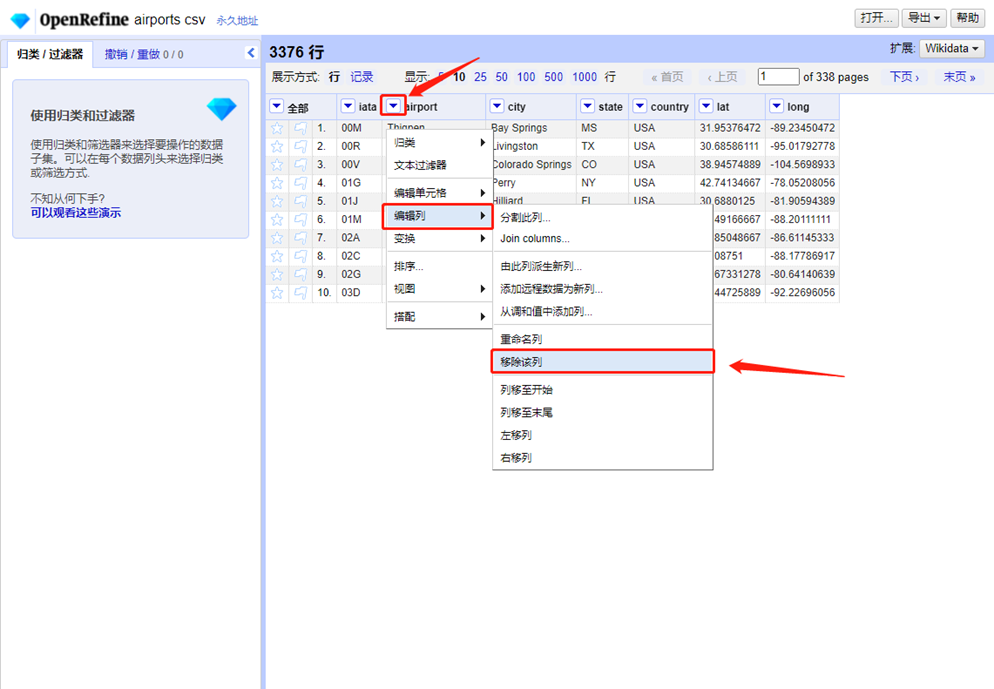 OpenRefine airports csv 永久地址 打开... 导出 帮助
归类 / 过滤器 撤销 / 重做 0 / 0
3376 行 扩展: Wikidata
展示方式: 行 记录 显示: 10 25 50 100 500 1000 行 « 首页 ‹ 上页 1 of 338 pages 下页 › 末页 »
全部 iata airport city state country lat long
使用归类和过滤器
使用归类和筛选器来选择要操作的数据
子集。可以在每个数据列头来选择归类
或筛选方式.
不知从何下手?
可以观看这些演示
1. 00M Thigpen Bay Springs MS USA 31.95376472 -89.23450472
2. 00R Livingston TX USA 30.68586111 -95.01792778
3. 00V Colorado Springs CO USA 38.94574889 -104.5698933
4. 01G Perry NY USA 42.74134667 -78.05208056
5. 01J Hilliard FL USA 30.6880125 -81.90594389
6. 01M 49166667 -88.20111111
7. 02A 85048667 -86.61145333
8. 02C 08751 -88.17786917
9. 02G 67331278 -80.64140639
10. 03D 44725889 -92.22696056
归类
文本过滤器
编辑单元格
编辑列
变换
排序...
视图
搭配
分割此列...
Join columns...
由此列派生新列...
添加远程数据为新列...
从调和值中添加列...
重命名列
移除该列
列移至开始
列移至末尾
左移列
右移列